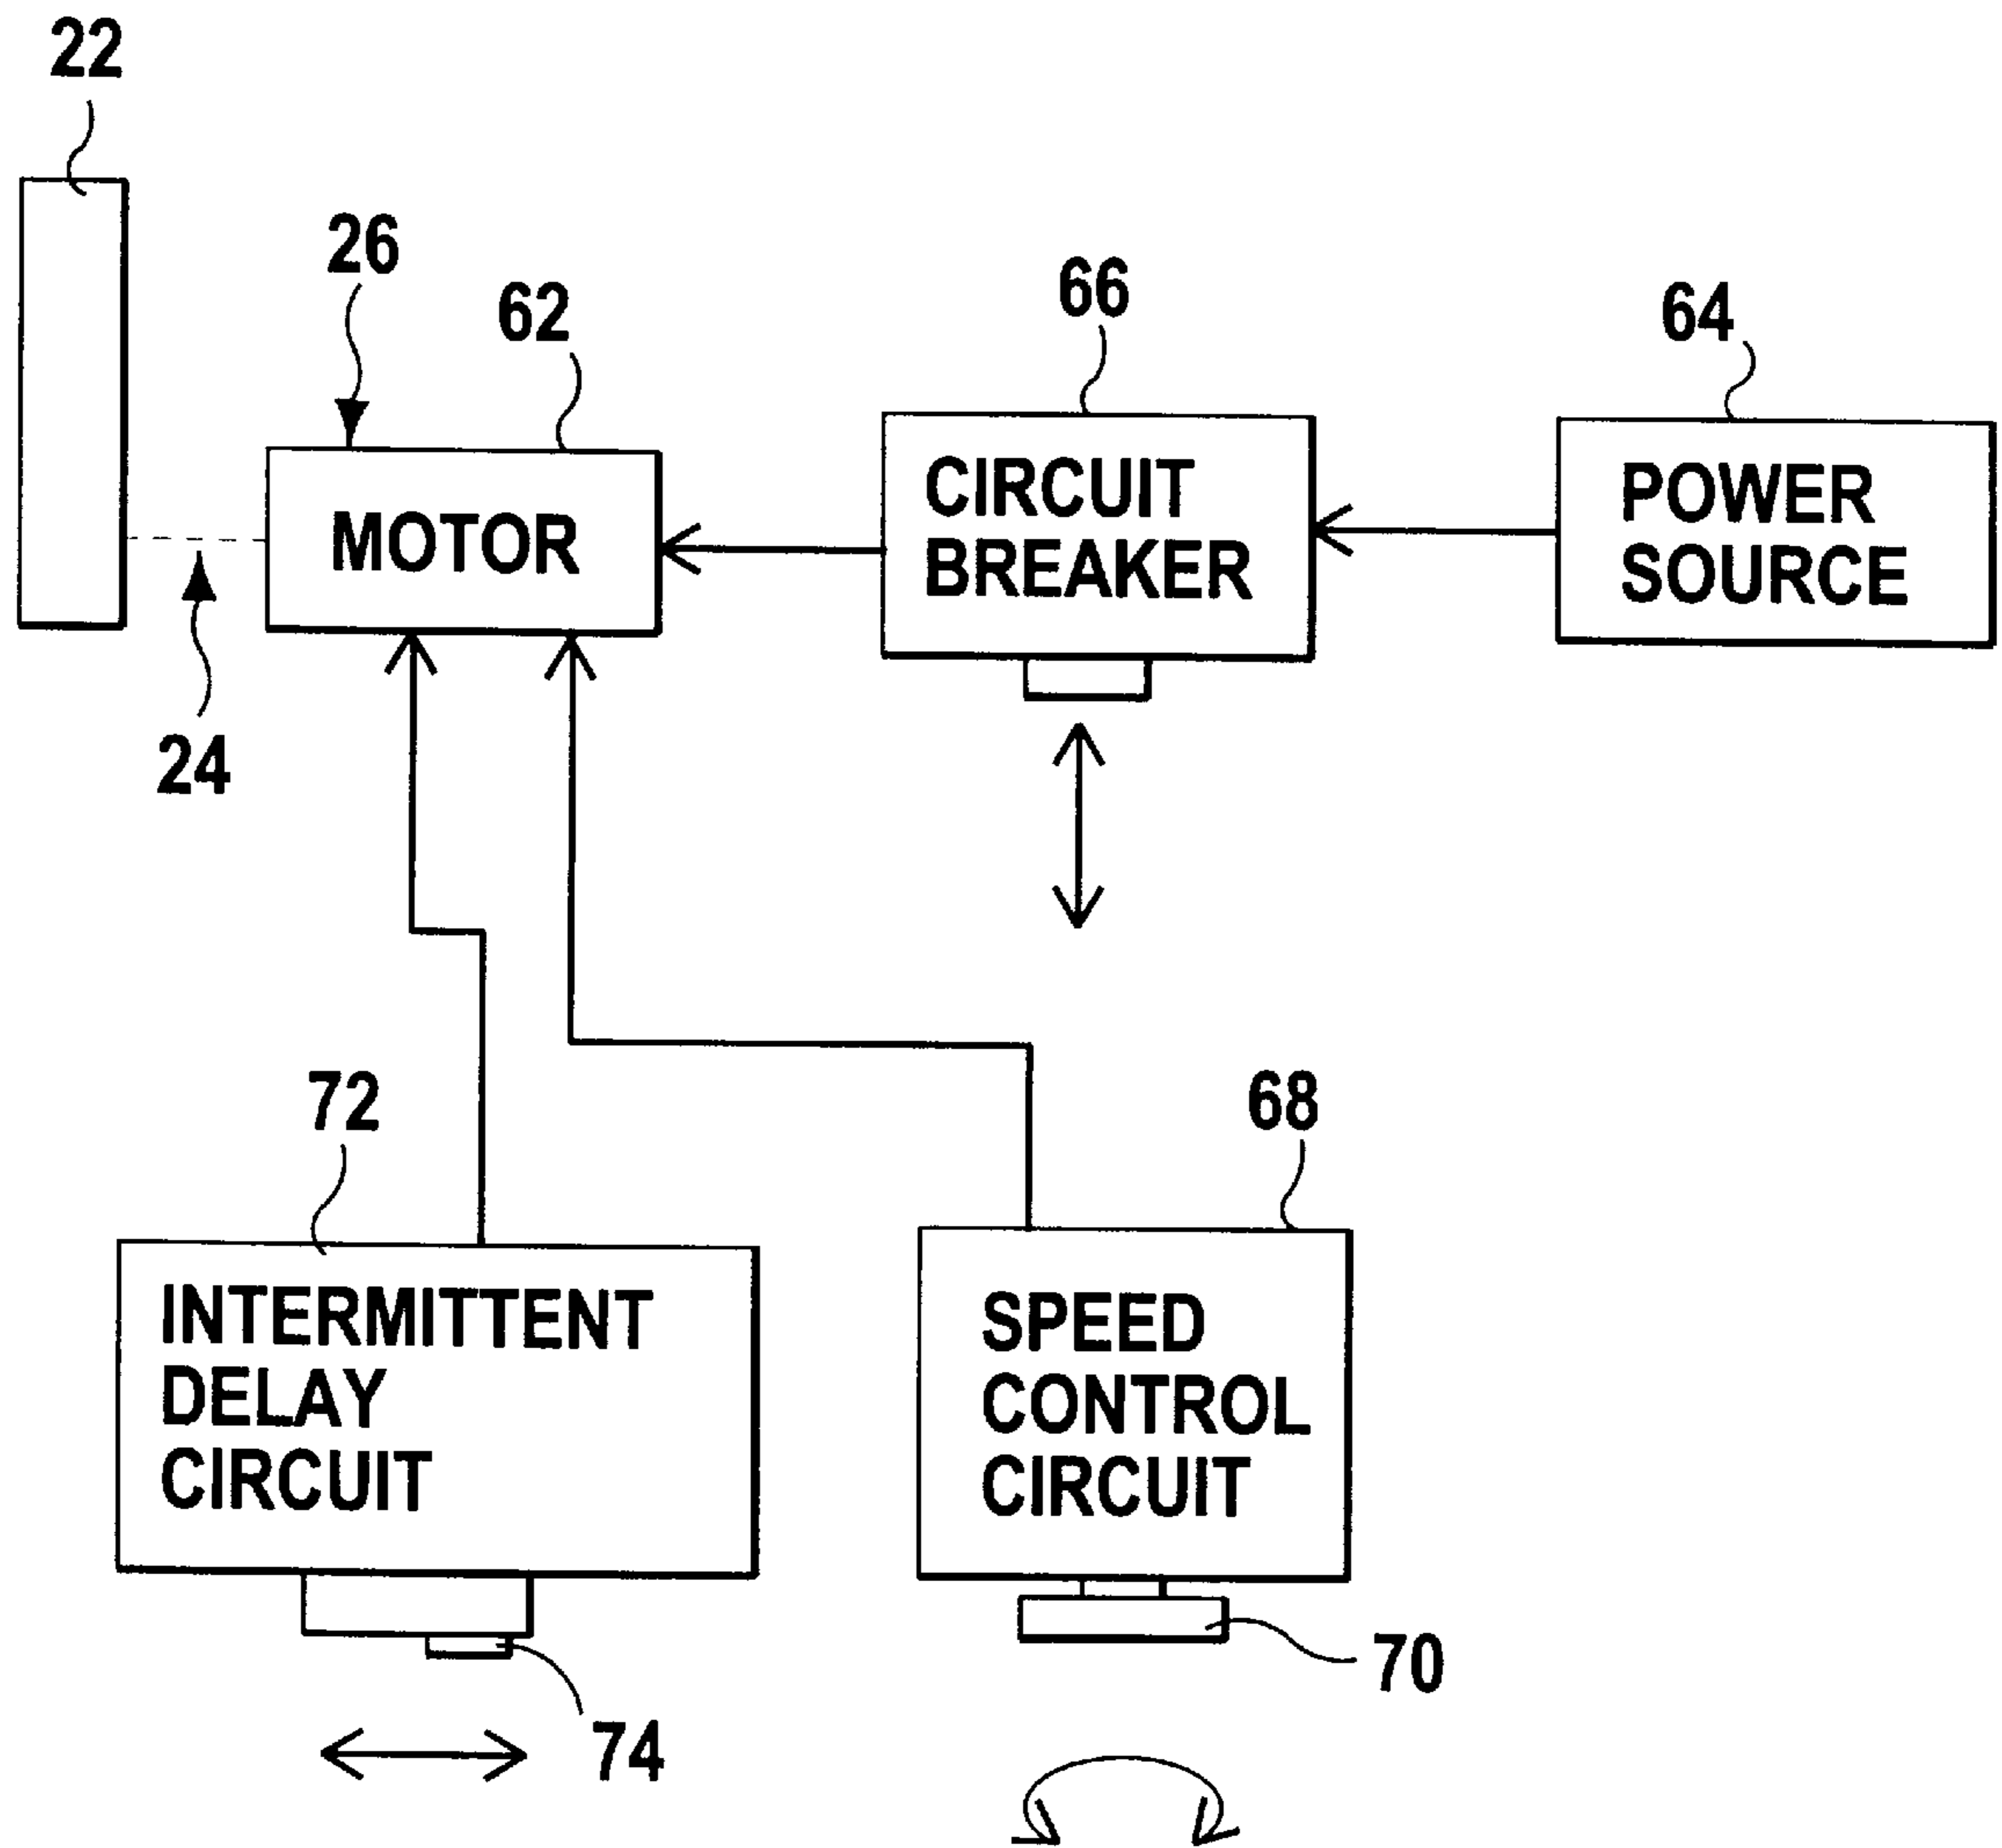 22
26
62
66
64
MOTOR
CIRCUIT
BREAKER
POWER
SOURCE
24
72
68
INTERMITTENT
DELAY
CIRCUIT
SPEED
CONTROL
CIRCUIT
70
74